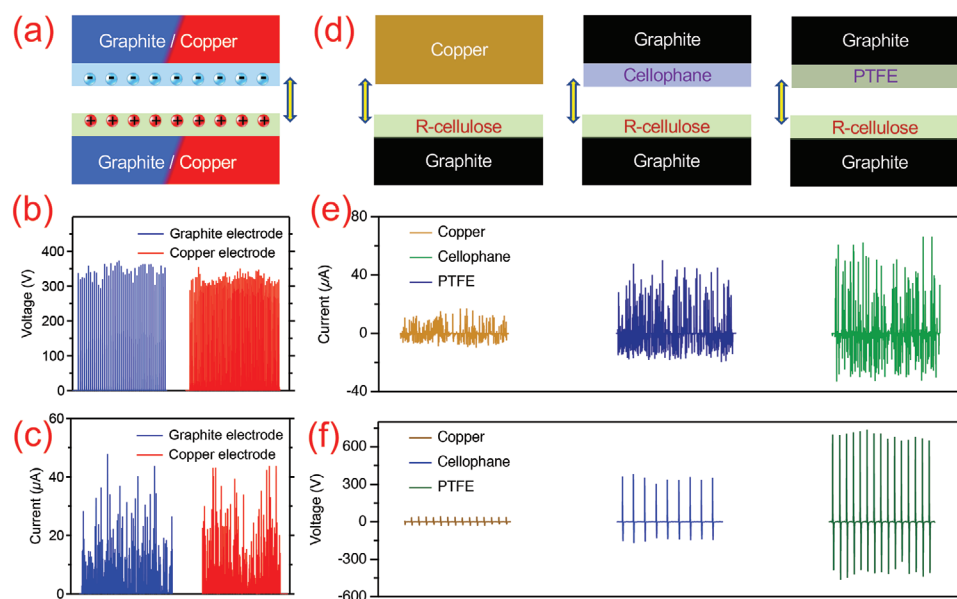 (a)
Graphite / Copper
- - - - - - - - -
+ + + + + + + + +
Graphite / Copper
(d)
Copper
R-cellulose
Graphite
Graphite
Cellophane
R-cellulose
Graphite
Graphite
PTFE
R-cellulose
Graphite
(b)
Graphite electrode
Copper electrode
Voltage (V)
400
300
200
100
0
(c)
Graphite electrode
Copper electrode
Current (μA)
60
40
20
0
(e)
Copper
Cellophane
PTFE
Current (μA)
80
40
0
-40
(f)
Copper
Cellophane
PTFE
Voltage (V)
600
300
0
-300
-600